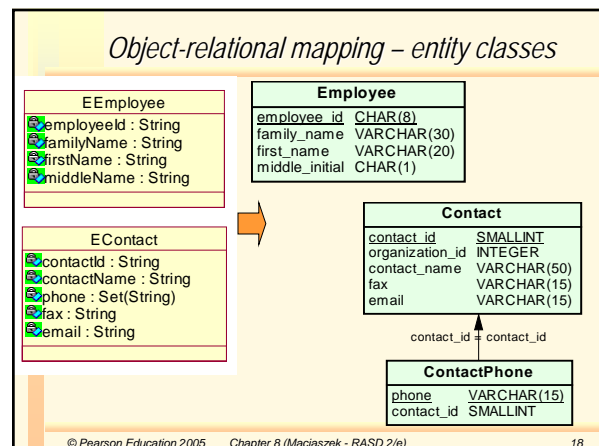 Object-relational mapping – entity classes
EEmployee
employeeId : String
familyName : String
firstName : String
middleName : String
EContact
contactId : String
contactName : String
phone : Set(String)
fax : String
email : String
Employee
employee_id CHAR(8)
family_name VARCHAR(30)
first_name VARCHAR(20)
middle_initial CHAR(1)
Contact
contact_id SMALLINT
organization_id INTEGER
contact_name VARCHAR(50)
fax VARCHAR(15)
email VARCHAR(15)
contact_id = contact_id
ContactPhone
phone VARCHAR(15)
contact_id SMALLINT
© Pearson Education 2005 Chapter 8 (Maciaszek - RASD 2/e) 18